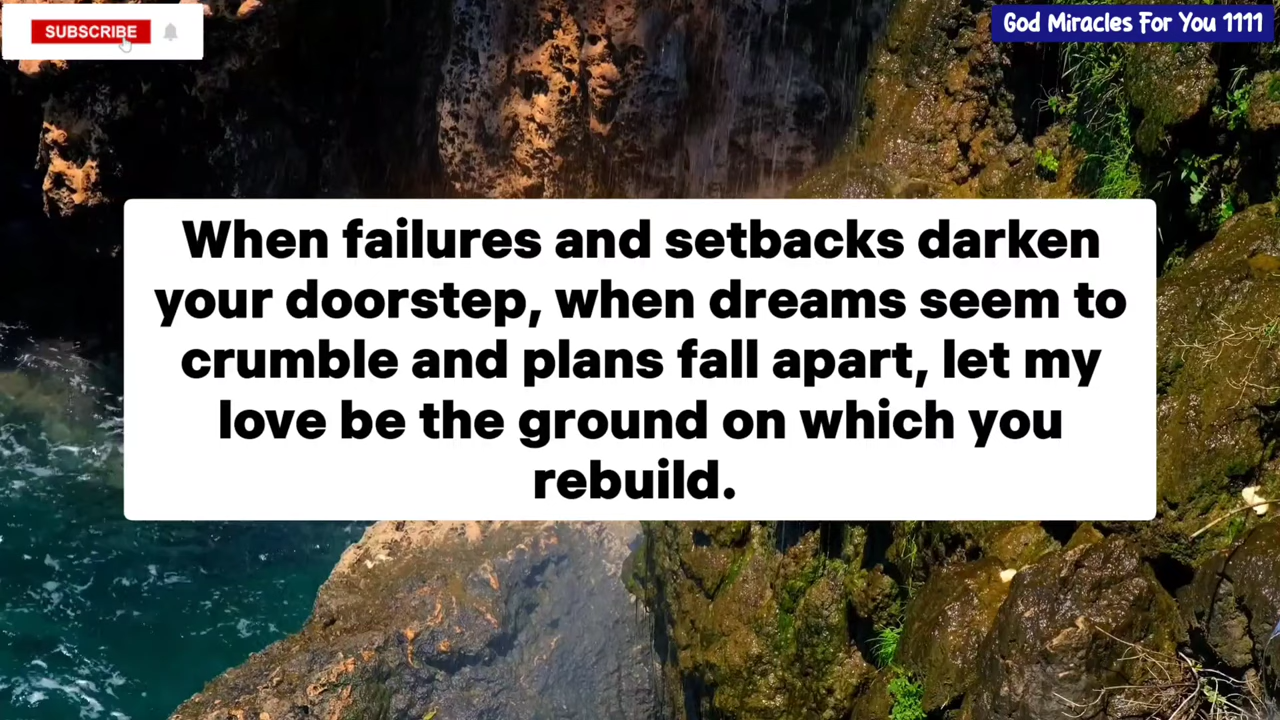 SUBSCRIBE
God Miracles For You 1111
When failures and setbacks darken
your doorstep, when dreams seem to
crumble and plans fall apart, let my
love be the ground on which you
rebuild.